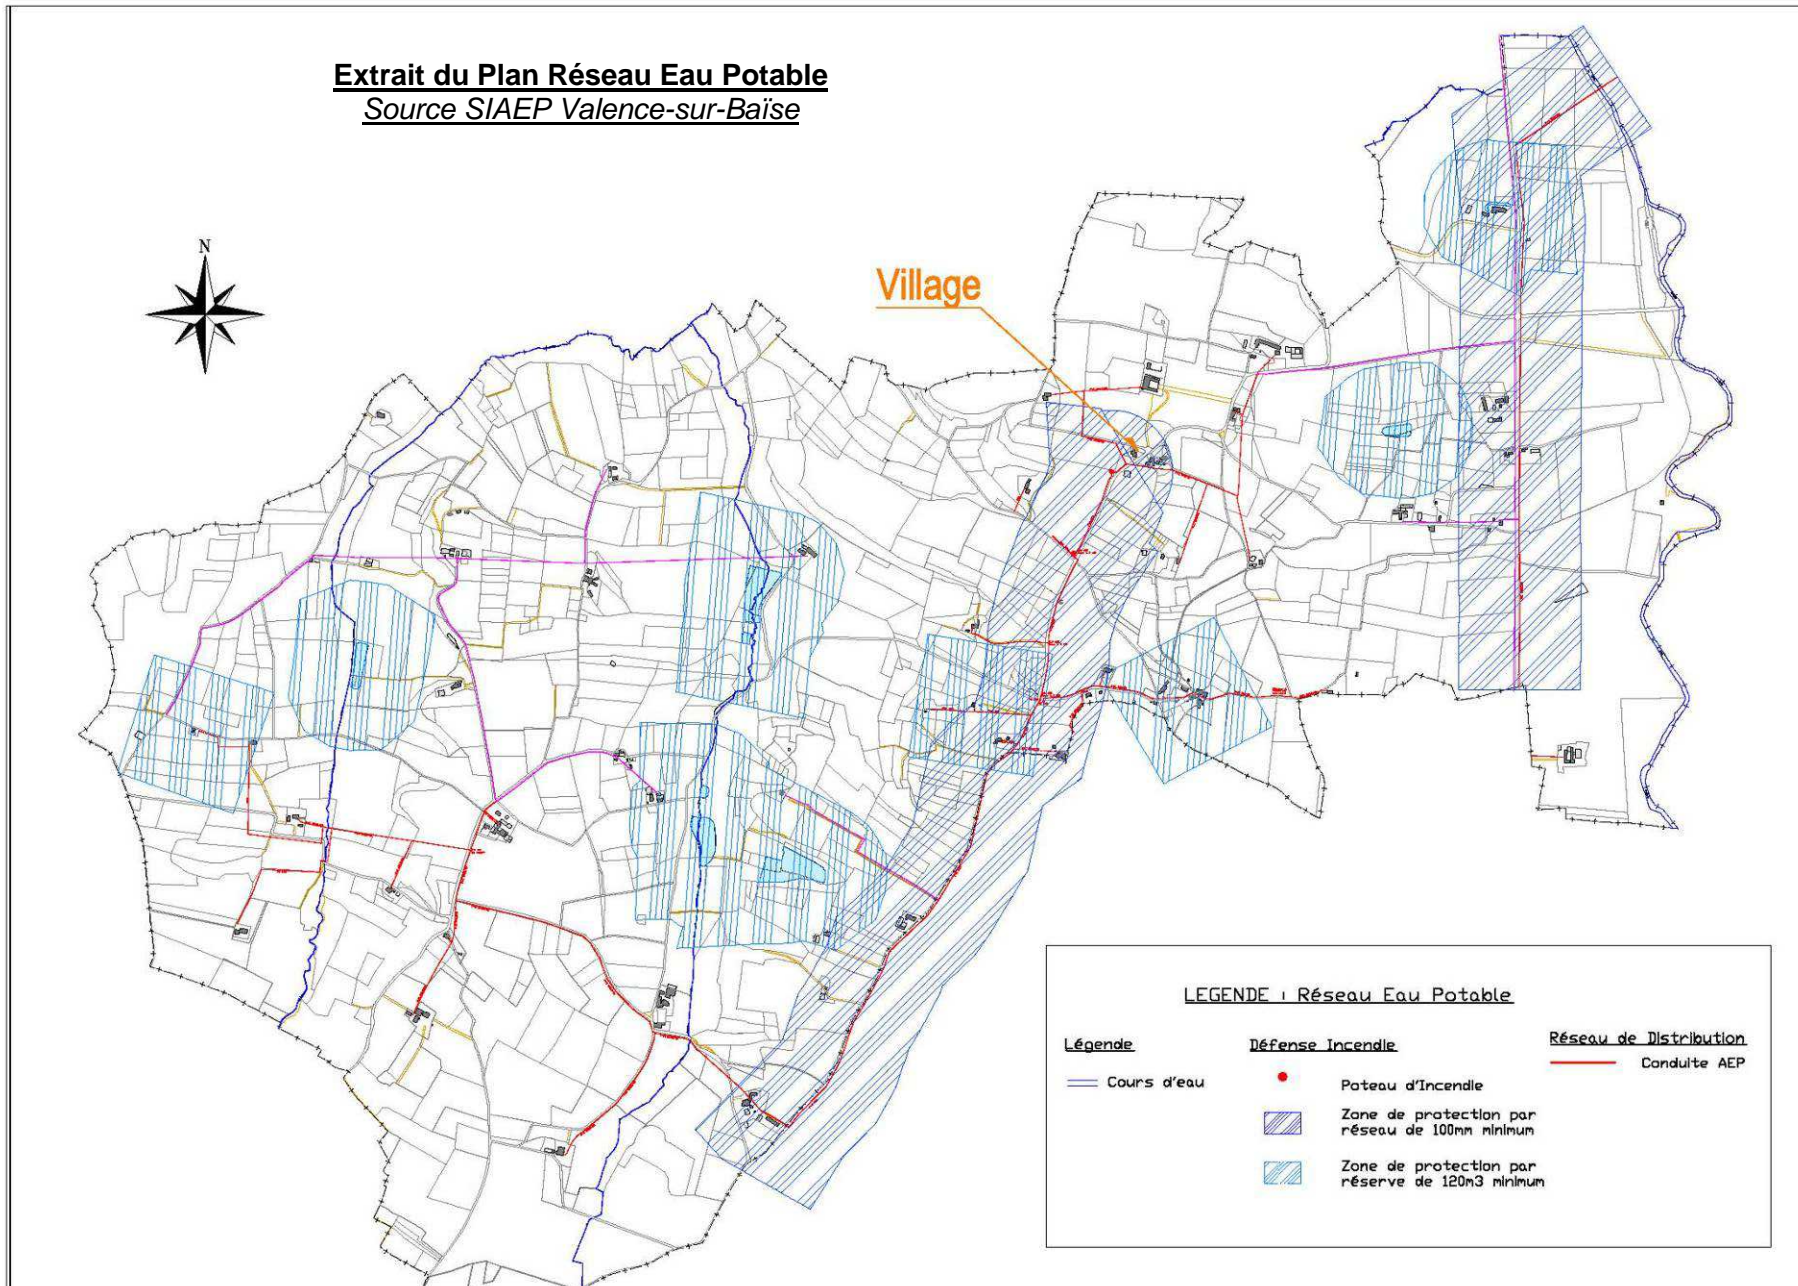 Extrait du Plan Réseau Eau Potable
Source SIAEP Valence-sur-Baïse
N
Village
LEGENDE : Réseau Eau Potable
Légende
Cours d'eau
Défense Incendie
Poteau d'Incendie
Zone de protection par
réseau de 100mm minimum
Zone de protection par
réserve de 120m3 minimum
Réseau de Distribution
Conduite AEP